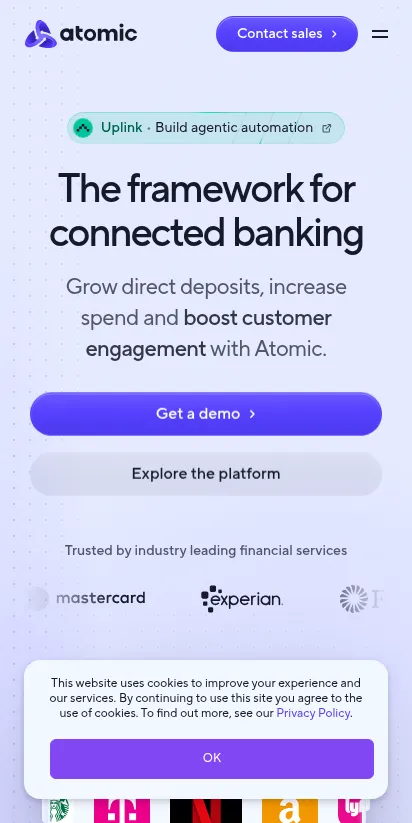 atomic
Contact sales
Uplink • Build agentic automation
The framework for
connected banking
Grow direct deposits, increase
spend and boost customer
engagement with Atomic.
Get a demo
Explore the platform
Trusted by industry leading financial services
mastercard
experian.
This website uses cookies to improve your experience and
our services. By continuing to use this site you agree to the
use of cookies. To find out more, see our Privacy Policy.
OK